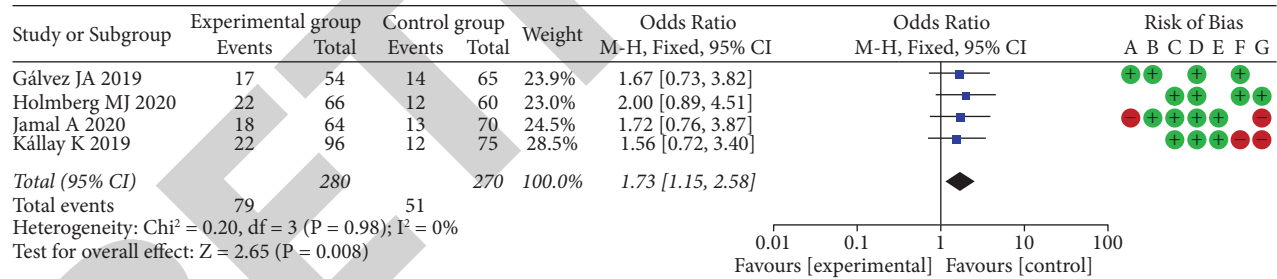 Study or Subgroup Experimental group Control group Weight Odds Ratio Odds Ratio Risk of Bias
Events Total Events Total M-H, Fixed, 95% CI M-H, Fixed, 95% CI A B C D E F G
Gálvez JA 2019 17 54 14 65 23.9% 1.67 [0.73, 3.82] + + + +
Holmberg MJ 2020 22 66 12 60 23.0% 2.00 [0.89, 4.51] + + + +
Jamal A 2020 18 64 13 70 24.5% 1.72 [0.76, 3.87] – + + + + –
Kállay K 2019 22 96 12 75 28.5% 1.56 [0.72, 3.40] + + + – –
Total (95% CI) 280 270 100.0% 1.73 [1.15, 2.58]
Total events 79 51
Heterogeneity: Chi² = 0.20, df = 3 (P = 0.98); I² = 0%
Test for overall effect: Z = 2.65 (P = 0.008)
0.01 0.1 1 10 100
Favours [experimental] Favours [control]